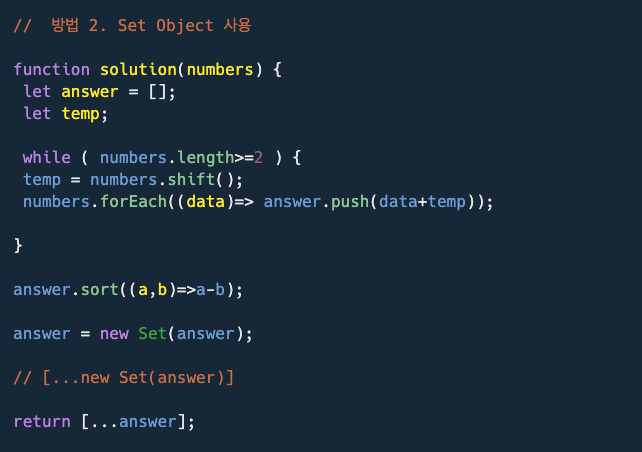 //  방법 2. Set Object 사용
function solution(numbers) {
let answer = [];
let temp;
while ( numbers.length>=2 ) {
temp = numbers.shift();
numbers.forEach((data)=> answer.push(data+temp));
}
answer.sort((a,b)=>a-b);
answer = new Set(answer);
// [...new Set(answer)]
return [...answer];